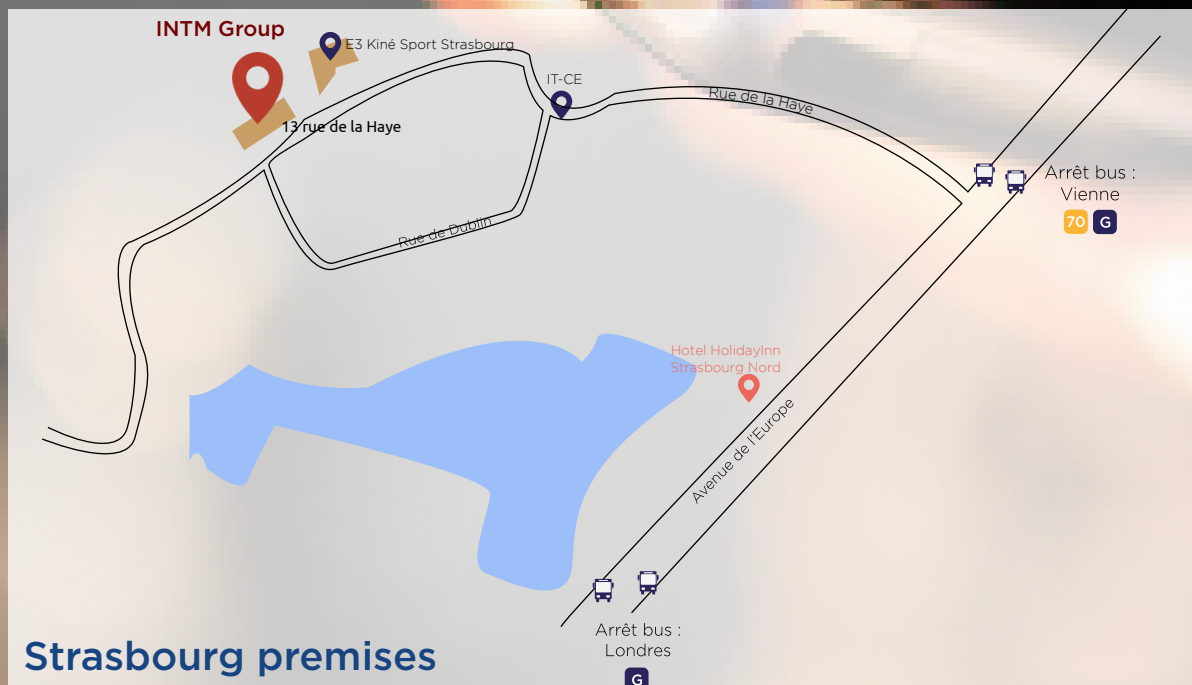 INTM Group
E3 Kiné Sport Strasbourg
IT-CE
Rue de la Haye
13 rue de la Haye
Arrêt bus :
Vienne
70 G
Rue de Dublin
Hotel HolidayInn
Strasbourg Nord
Avenue de l'Europe
Arrêt bus :
Londres
G
Strasbourg premises